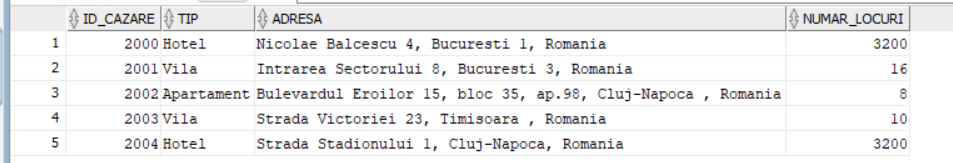 ID_CAZARE TIP ADRESA NUMAR_LOCURI
1 2000 Hotel Nicolae Balcescu 4, Bucuresti 1, Romania 3200
2 2001 Vila Intrarea Sectorului 8, Bucuresti 3, Romania 16
3 2002 Apartament Bulevardul Eroilor 15, bloc 35, ap.98, Cluj-Napoca , Romania 8
4 2003 Vila Strada Victoriei 23, Timisoara , Romania 10
5 2004 Hotel Strada Stadionului 1, Cluj-Napoca, Romania 3200